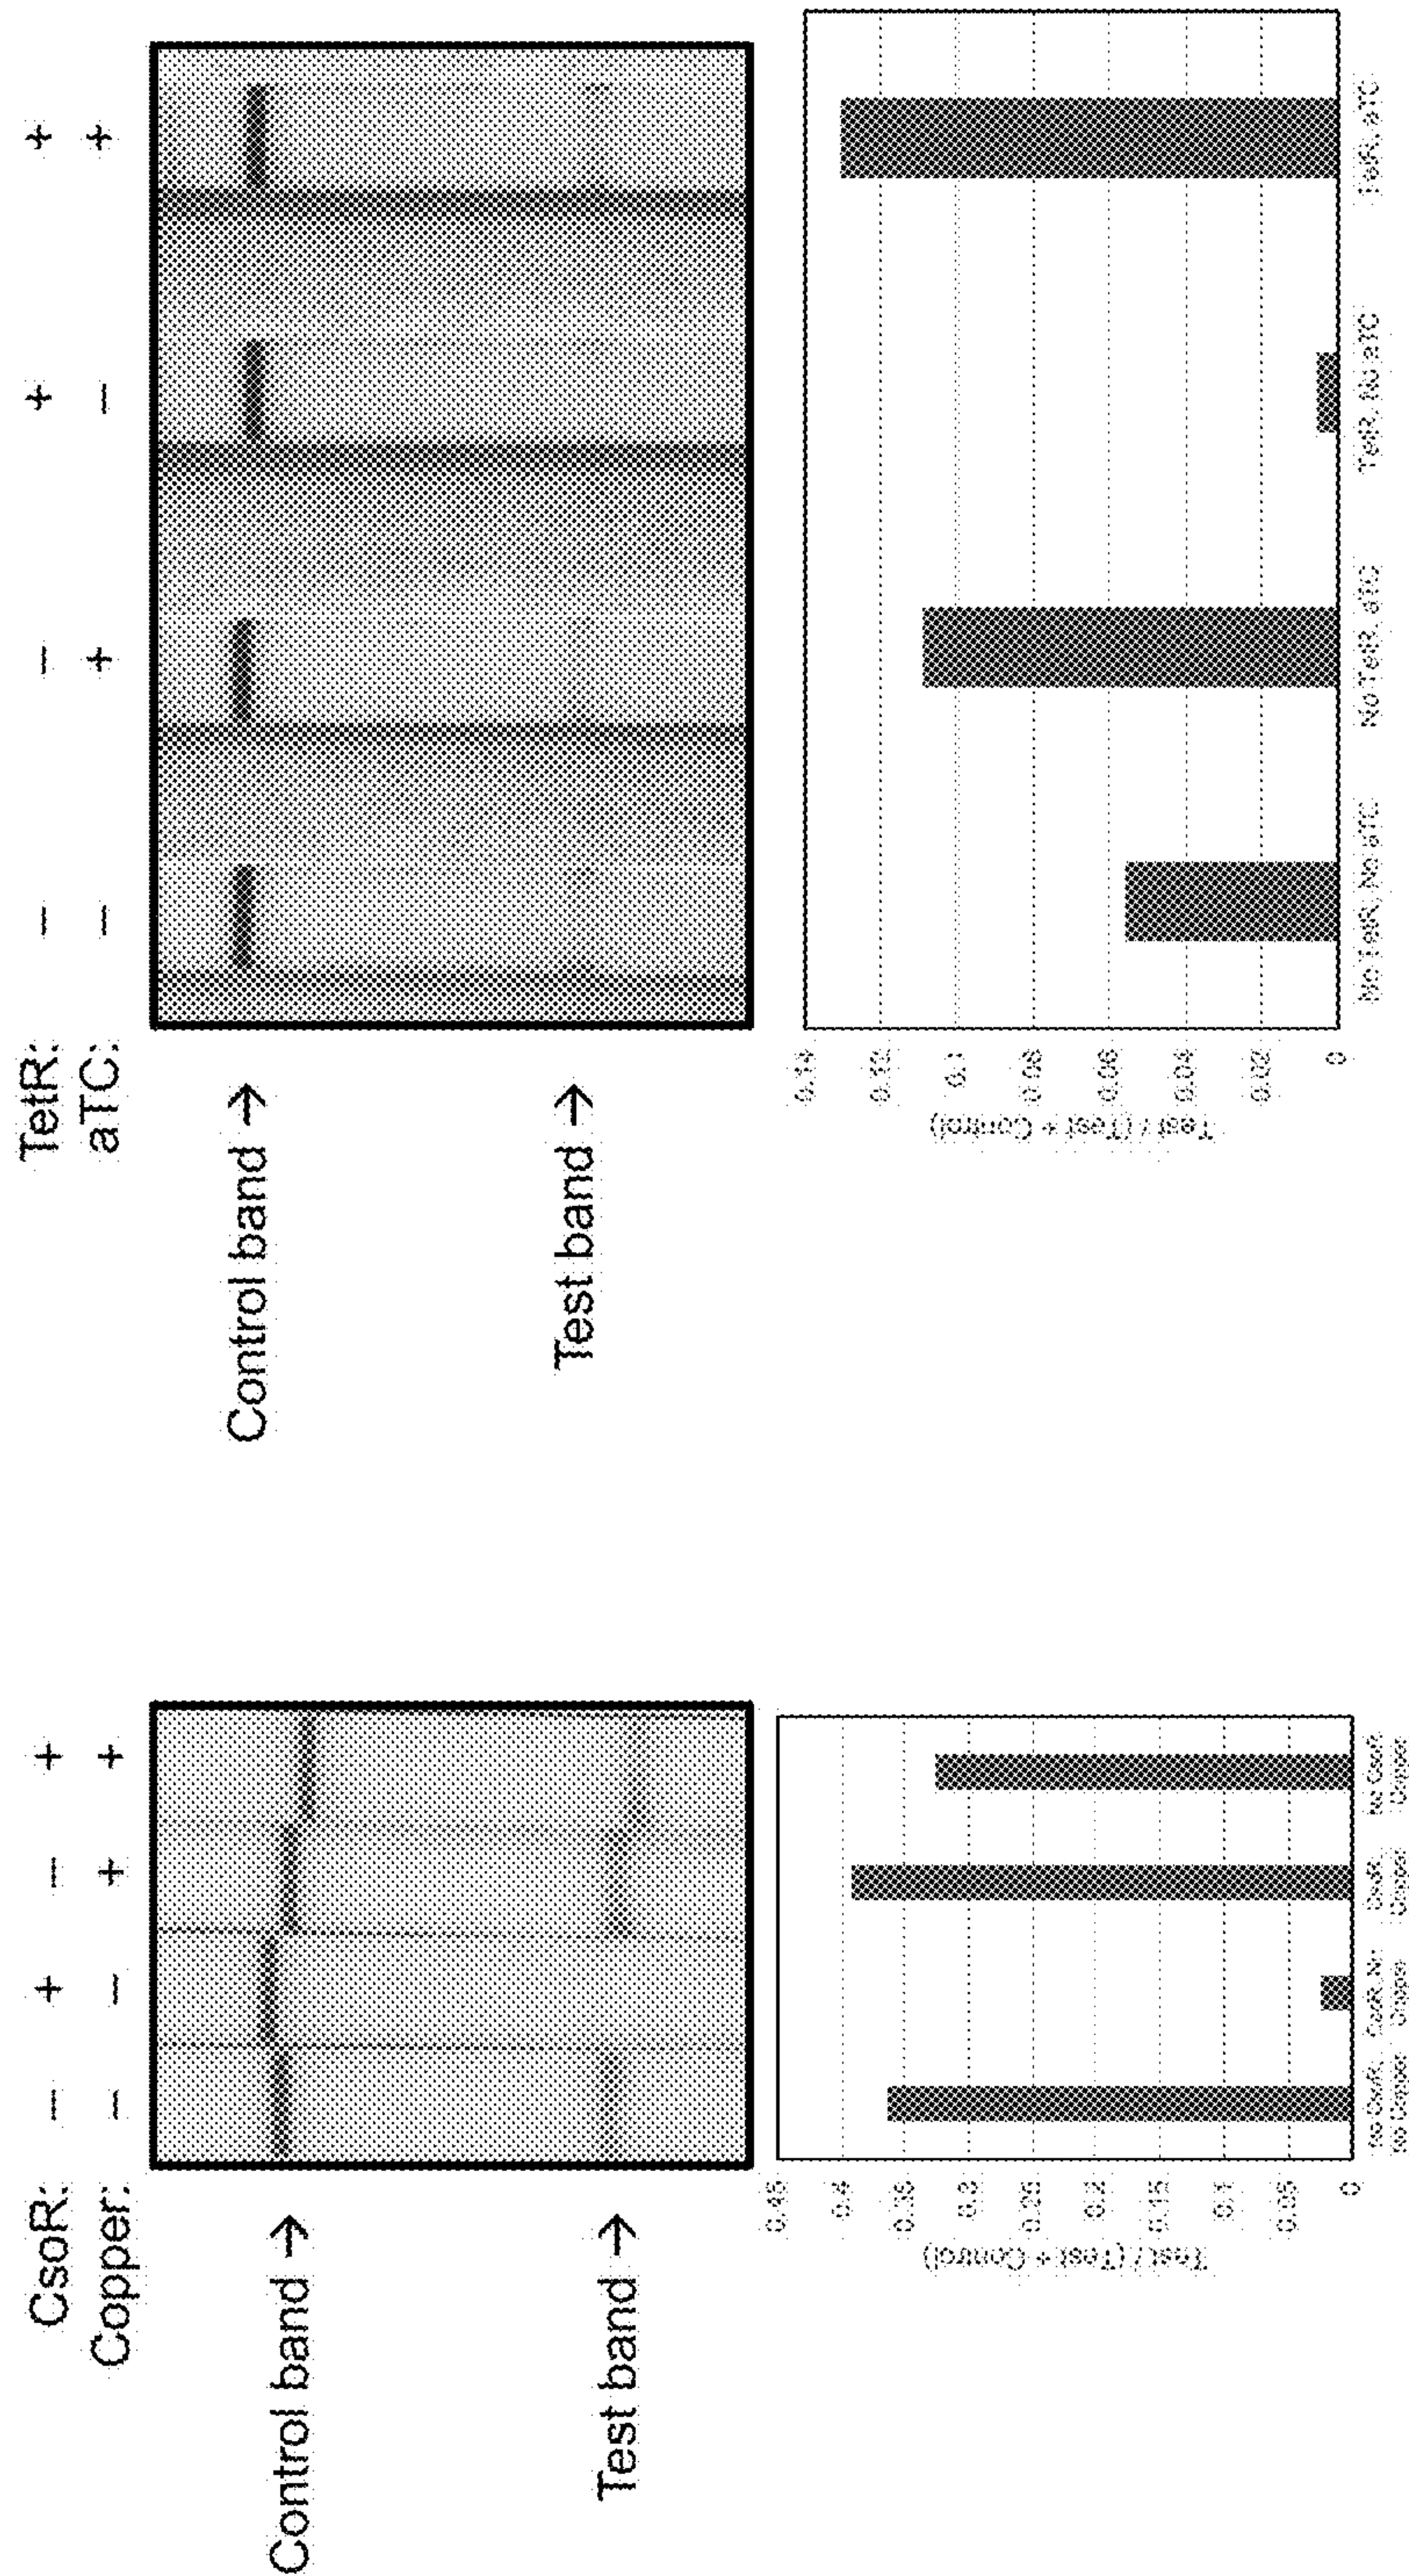 CsoR: − + − +
Copper: − − + +
Control band →
Test band →
Test / (Test + Control)
0.45
0.4
0.35
0.3
0.25
0.2
0.15
0.1
0.05
0
No CsoR, CsoR, No CsoR, No CsoR,
No Copper Copper Copper Copper
TetR: − − + +
aTC: − + − +
Control band →
Test band →
Test / (Test + Control)
0.14
0.12
0.1
0.08
0.06
0.04
0.02
0
No TetR, No aTC No TetR, aTC TetR, No aTC TetR, aTC